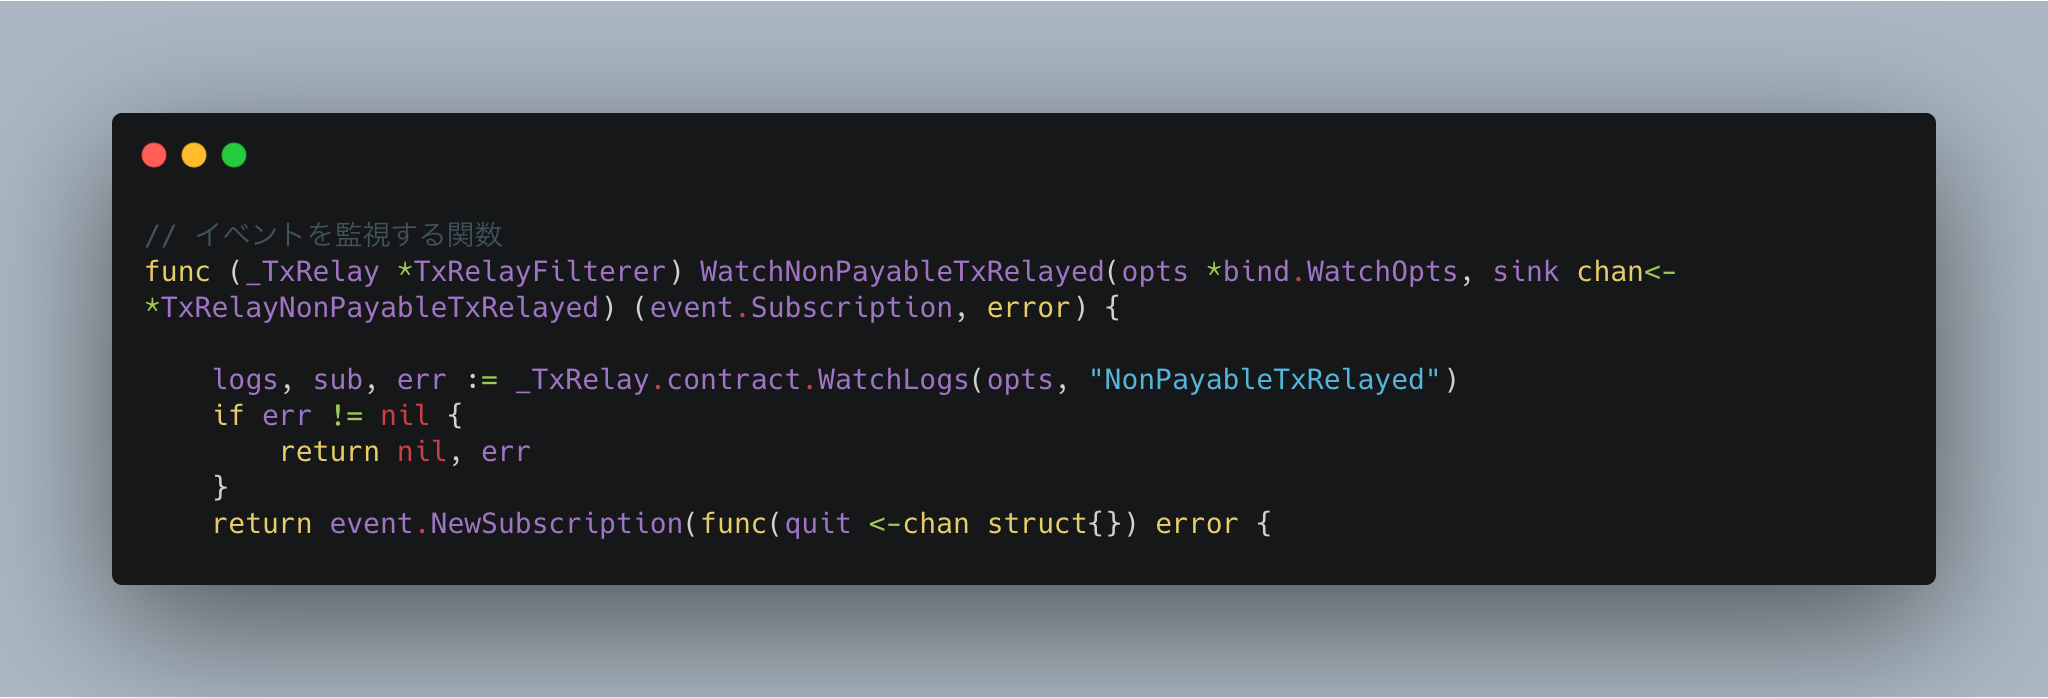 // イベントを監視する関数
func (_TxRelay *TxRelayFilterer) WatchNonPayableTxRelayed(opts *bind.WatchOpts, sink chan<-
*TxRelayNonPayableTxRelayed) (event.Subscription, error) {
    logs, sub, err := _TxRelay.contract.WatchLogs(opts, "NonPayableTxRelayed")
    if err != nil {
        return nil, err
    }
    return event.NewSubscription(func(quit <-chan struct{}) error {